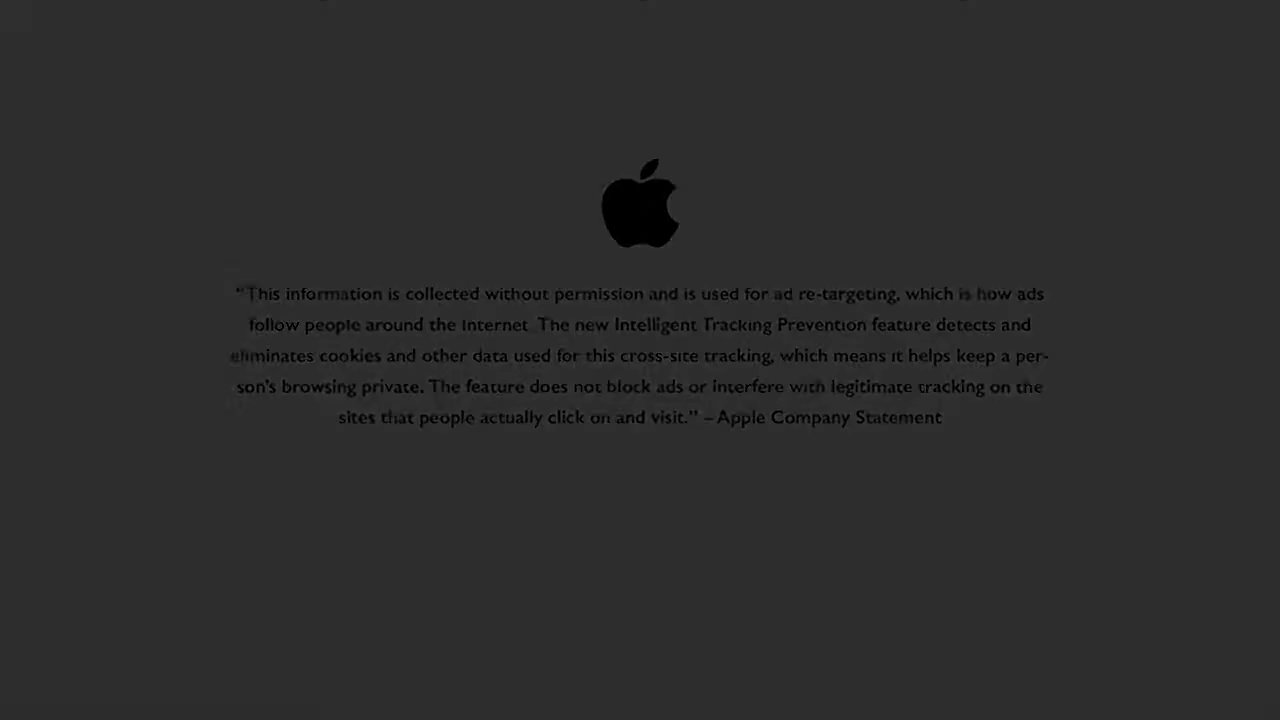 “This information is collected without permission and is used for ad re-targeting, which is how ads
follow people around the Internet. The new Intelligent Tracking Prevention feature detects and
eliminates cookies and other data used for this cross-site tracking, which means it helps keep a per-
son’s browsing private. The feature does not block ads or interfere with legitimate tracking on the
sites that people actually click on and visit.” – Apple Company Statement